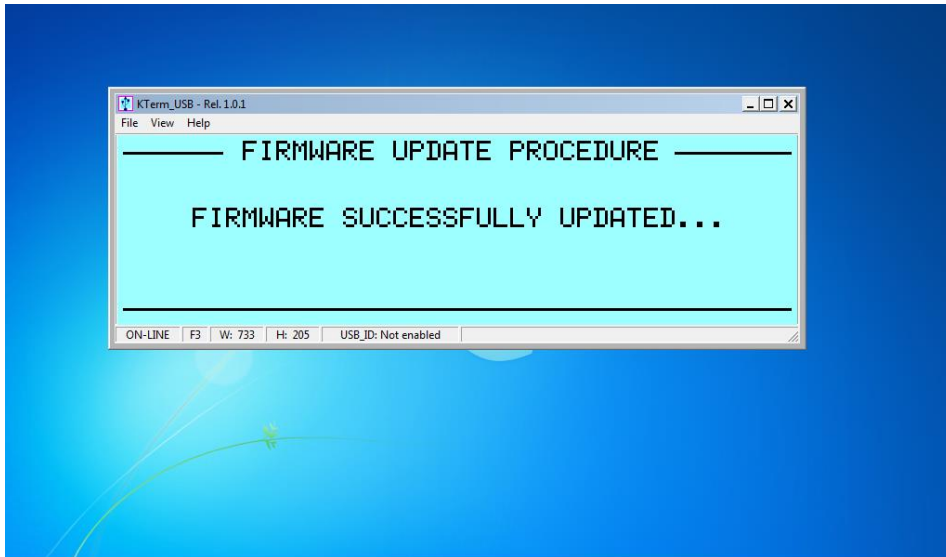 KTerm_USB - Rel. 1.0.1
File View Help
FIRMWARE UPDATE PROCEDURE
FIRMWARE SUCCESSFULLY UPDATED...
ON-LINE F3 W: 733 H: 205 USB_ID: Not enabled